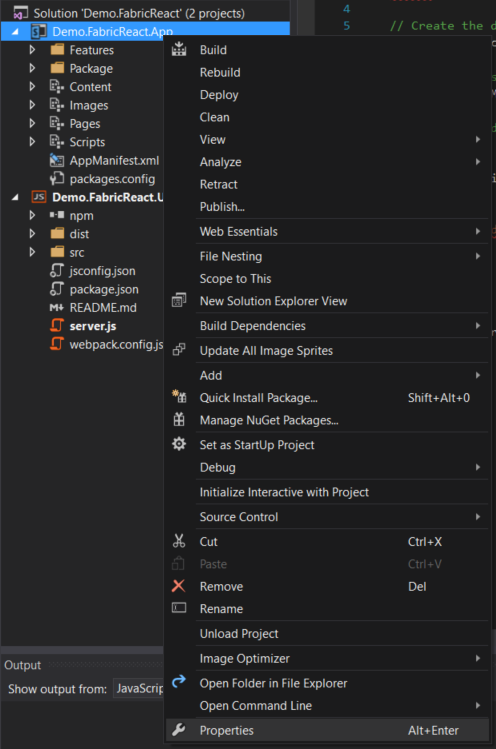 Solution 'Demo.FabricReact' (2 projects)
Demo.FabricReact.App
Features
Package
Content
Images
Pages
Scripts
AppManifest.xml
packages.config
Demo.FabricReact.U
npm
dist
src
jsconfig.json
package.json
README.md
server.js
webpack.config.js
4
5 // Create the d
Build
Rebuild
Deploy
Clean
View
Analyze
Retract
Publish...
Web Essentials
File Nesting
Scope to This
New Solution Explorer View
Build Dependencies
Update All Image Sprites
Add
Quick Install Package... Shift+Alt+0
Manage NuGet Packages...
Set as StartUp Project
Debug
Initialize Interactive with Project
Source Control
Cut Ctrl+X
Paste Ctrl+V
Remove Del
Rename
Unload Project
Image Optimizer
Open Folder in File Explorer
Open Command Line
Properties Alt+Enter
Output
Show output from: JavaScrip